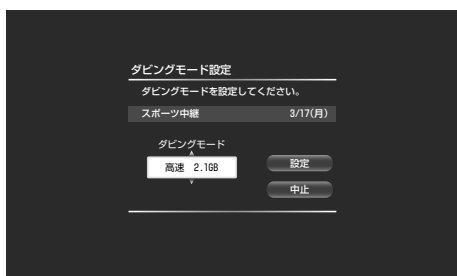 ダビングモード設定
ダビングモードを設定してください。
スポーツ中継 3/17(月)
ダビングモード
高速 2.1GB
設定
中止